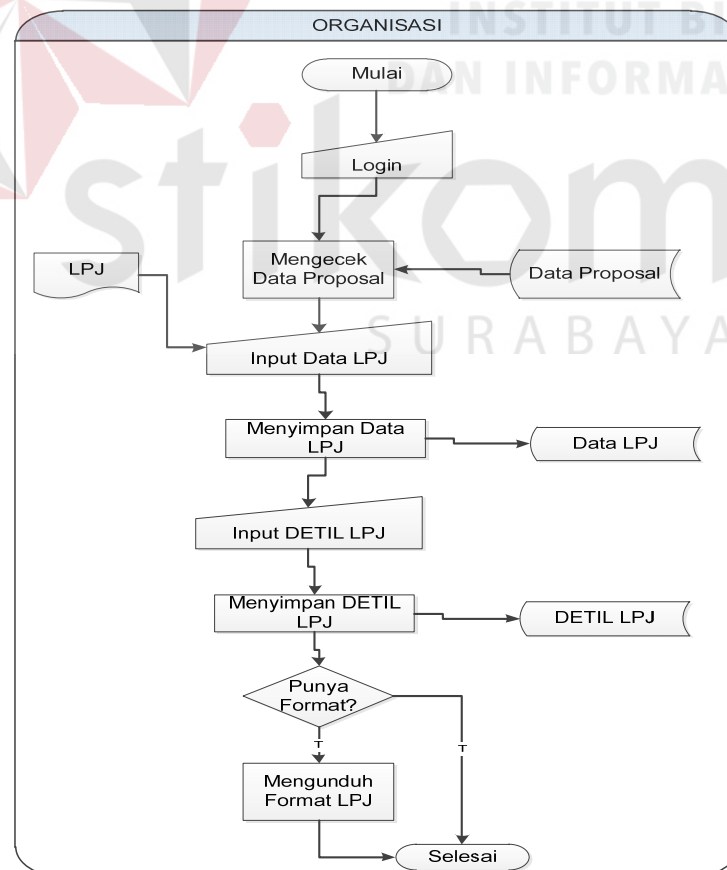 INSTITUT BI
DAN INFORMA
stikom
SURABAYA
ORGANISASI
Mulai
Login
Mengecek
Data Proposal
Data Proposal
LPJ
Input Data LPJ
Menyimpan Data
LPJ
Data LPJ
Input DETIL LPJ
Menyimpan DETIL
LPJ
DETIL LPJ
Punya
Format?
T
T
Mengunduh
Format LPJ
Selesai